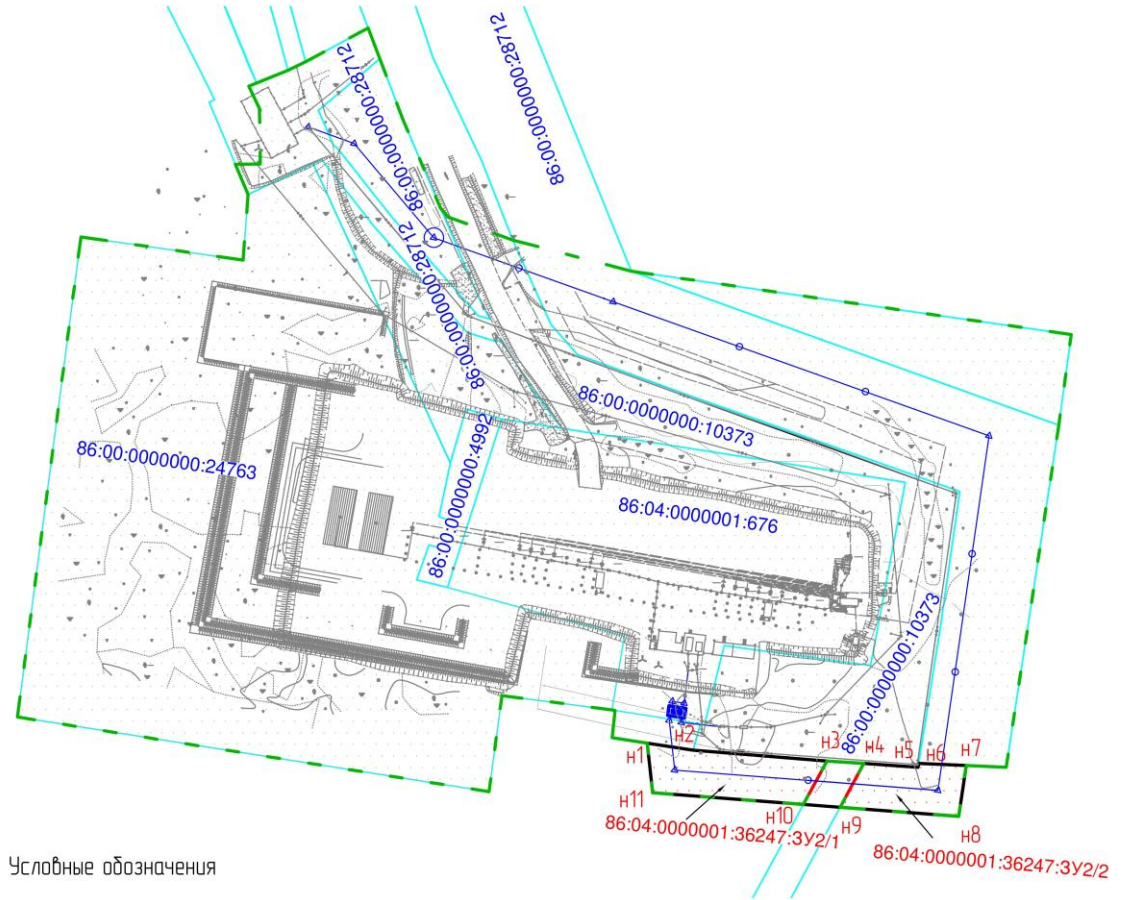 86:00:0000000:28712
86:00:0000000:28712
86:00:0000000:28712
86:00:0000000:10373
86:00:0000000:24763
86:00:0000000:4992
86:04:0000001:676
86:00:0000000:10373
н1
н2
н3
н4
н5
н6
н7
н11
н10
н9
н8
86:04:0000001:36247:ЗУ2/1
86:04:0000001:36247:ЗУ2/2
Условные обозначения